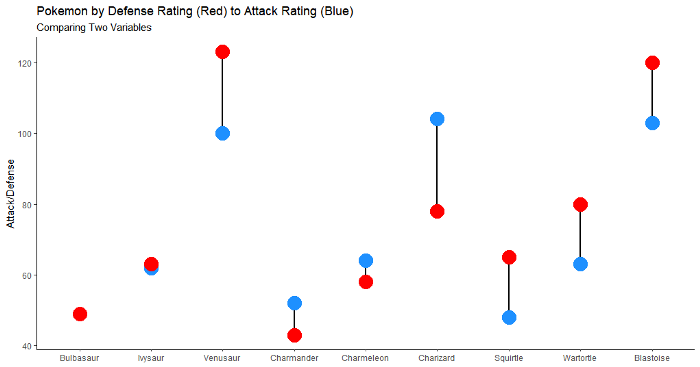 Pokemon by Defense Rating (Red) to Attack Rating (Blue)
Comparing Two Variables
Attack/Defense
120
100
80
60
40
Bulbasaur Ivysaur Venusaur Charmander Charmeleon Charizard Squirtle Wartortle Blastoise